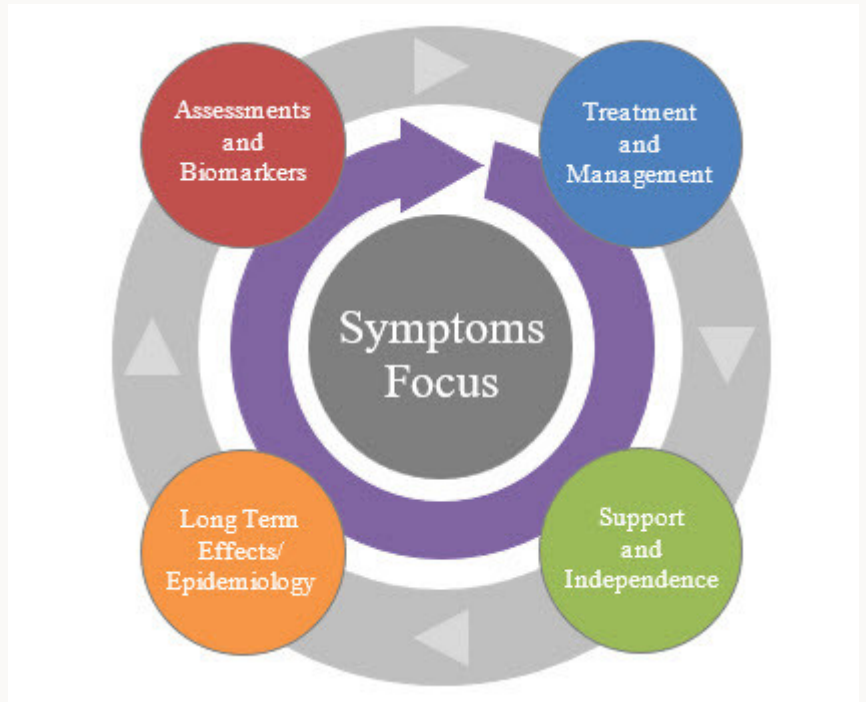 Assessments
and
Biomarkers
Treatment
and
Management
Symptoms
Focus
Long Term
Effects/
Epidemiology
Support
and
Independence